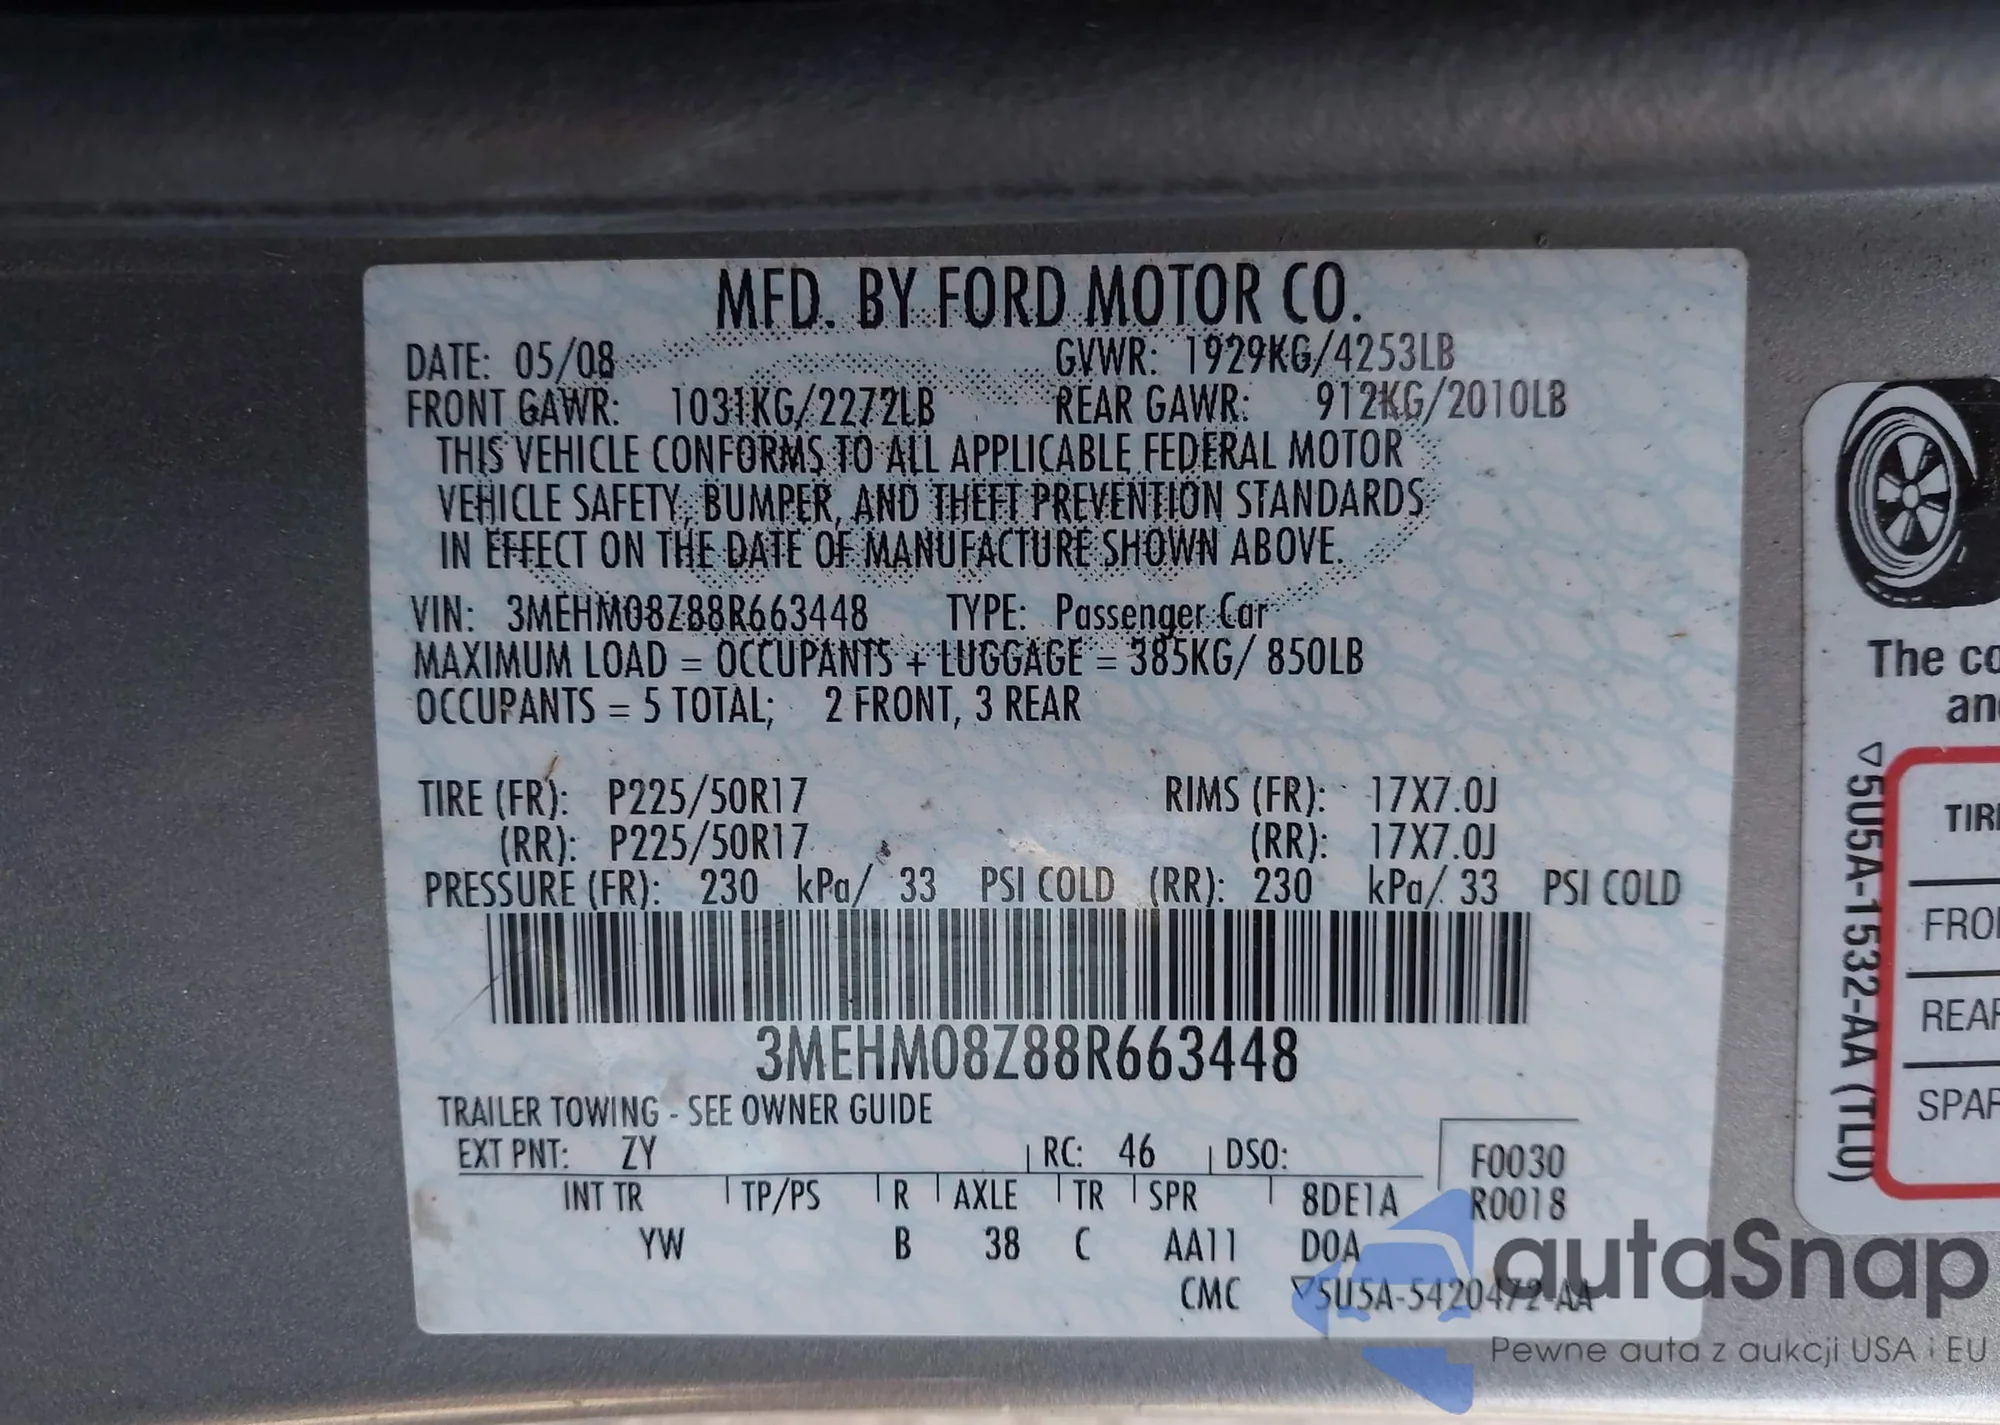 MFD. BY FORD MOTOR CO.
DATE: 05/08 GVWR: 1929KG/4253LB
FRONT GAWR: 1031KG/2272LB REAR GAWR: 912KG/2010LB
THIS VEHICLE CONFORMS TO ALL APPLICABLE FEDERAL MOTOR
VEHICLE SAFETY, BUMPER, AND THEFT PREVENTION STANDARDS
IN EFFECT ON THE DATE OF MANUFACTURE SHOWN ABOVE.
VIN: 3MEHM08Z88R663448 TYPE: Passenger Car
MAXIMUM LOAD = OCCUPANTS + LUGGAGE = 385KG/ 850LB
OCCUPANTS = 5 TOTAL; 2 FRONT, 3 REAR
TIRE (FR): P225/50R17 RIMS (FR): 17X7.0J
(RR): P225/50R17 (RR): 17X7.0J
PRESSURE (FR): 230 kPa/ 33 PSI COLD (RR): 230 kPa/ 33 PSI COLD
3MEHM08Z88R663448
TRAILER TOWING - SEE OWNER GUIDE
EXT PNT: ZY RC: 46 DSO: F0030
INT TR TP/PS R AXLE TR SPR 8DE1A R0018
YW B 38 C AA11 DOA
CMC ▽5U5A-5420472-AA
The co
and
▽5U5A-1532-AA (TLU)
TIRE
FRON
REAR
SPAR
autaSnap
Pewne auta z aukcji USA i EU